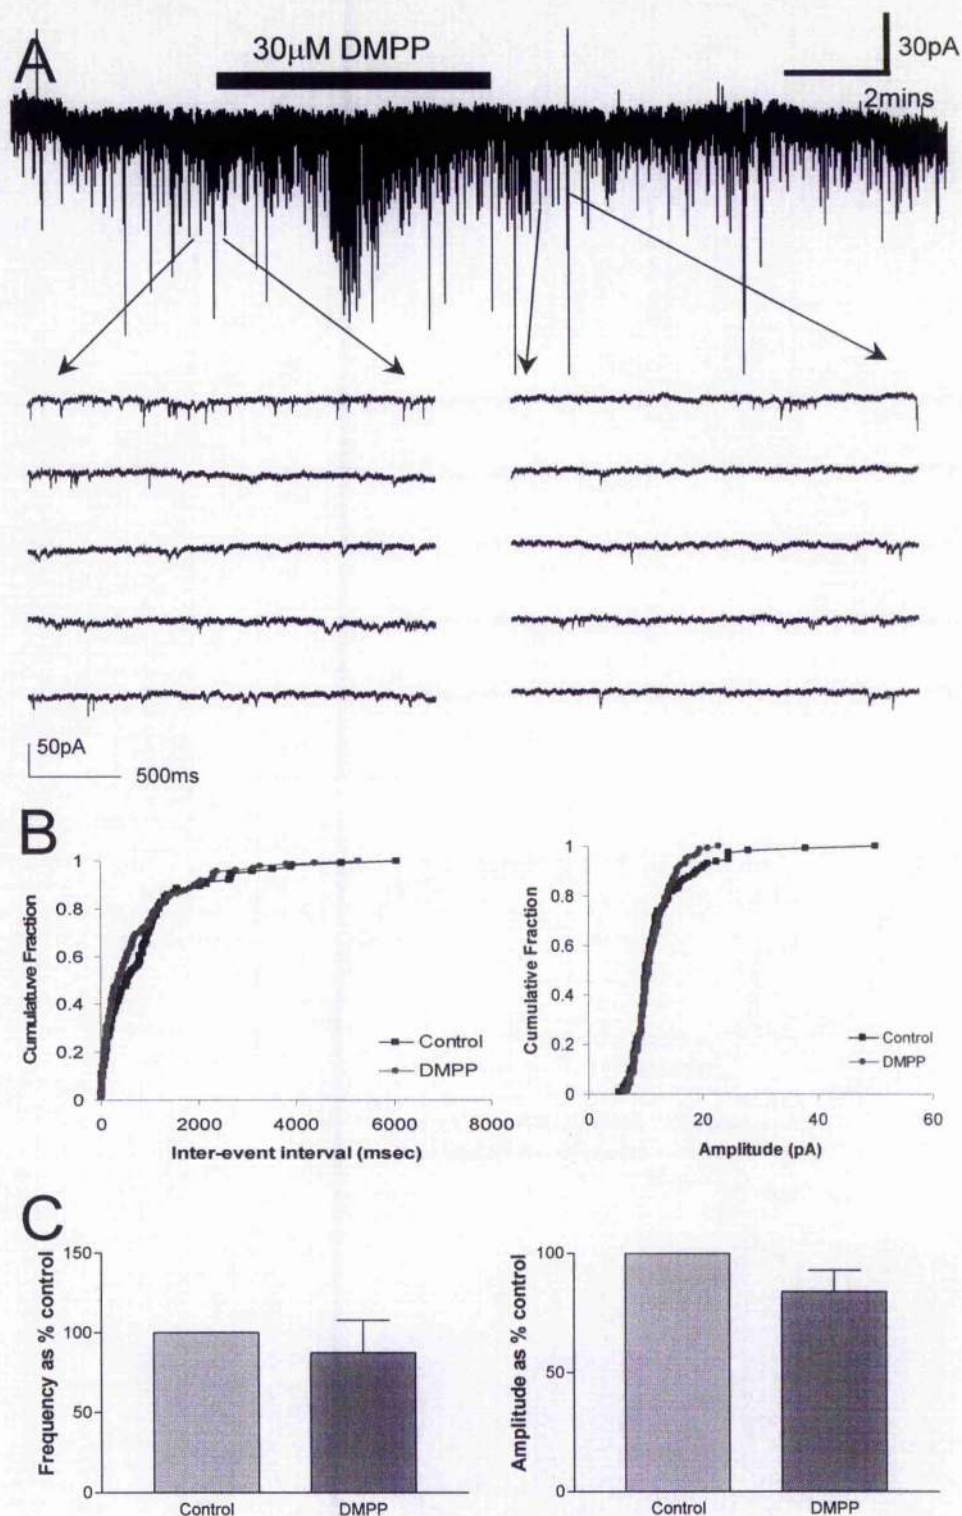 A
30μM DMPP
30pA
2mins
50pA
500ms
B
Cumulatuve Fraction
1
0.8
0.6
0.4
0.2
0
0
2000
4000
6000
8000
Inter-event interval (msec)
Control
DMPP
Cumulative Fraction
1
0.8
0.6
0.4
0.2
0
0
20
40
60
Amplitude (pA)
Control
DMPP
C
Frequency as % control
150
100
50
0
Control
DMPP
Amplitude as % control
100
50
0
Control
DMPP